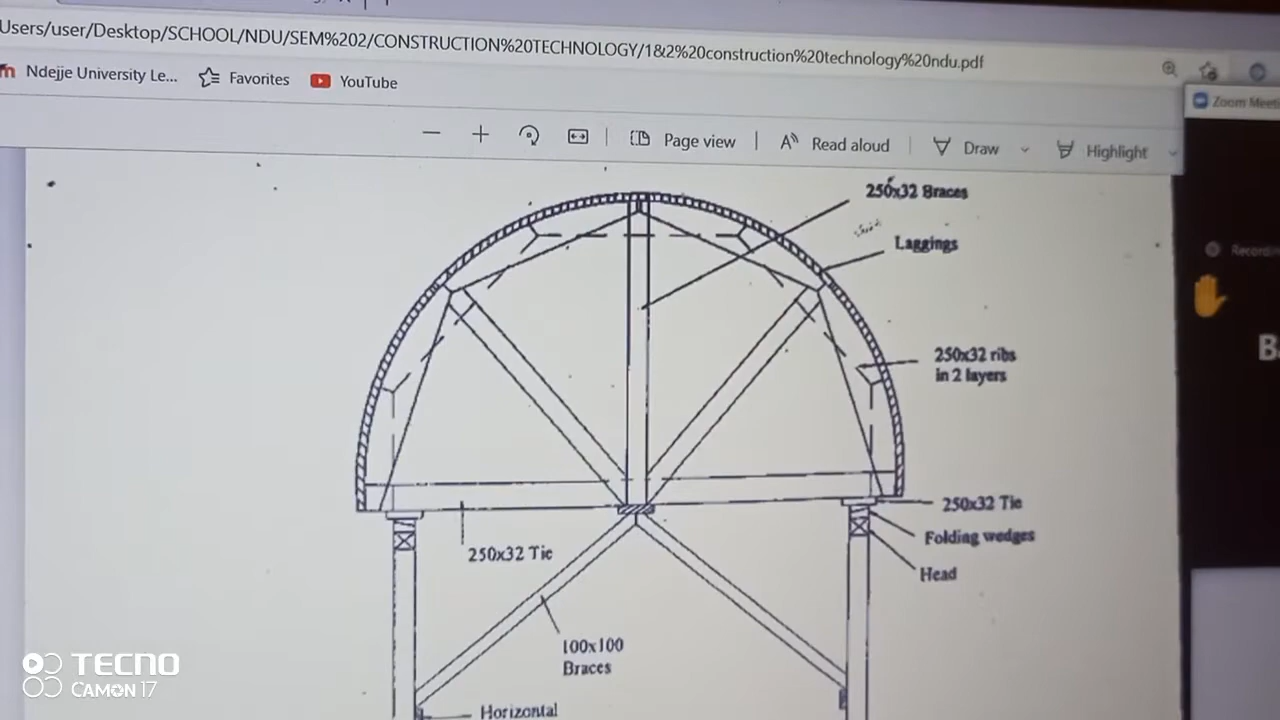 Users/user/Desktop/SCHOOL/NDU/SEM%202/CONSTRUCTION%20TECHNOLOGY/1&2%20construction%20technology%20ndu.pdf
Ndejje University Le...
Favorites
YouTube
Zoom Meeti
Page view
Read aloud
Draw
Highlight
250x32 Braces
Laggings
Recordin
B
250x32 ribs
in 2 layers
250x32 Tie
Folding wedges
250x32 Tie
Head
100x100
Braces
Horizontal
TECNO
CAMON 17